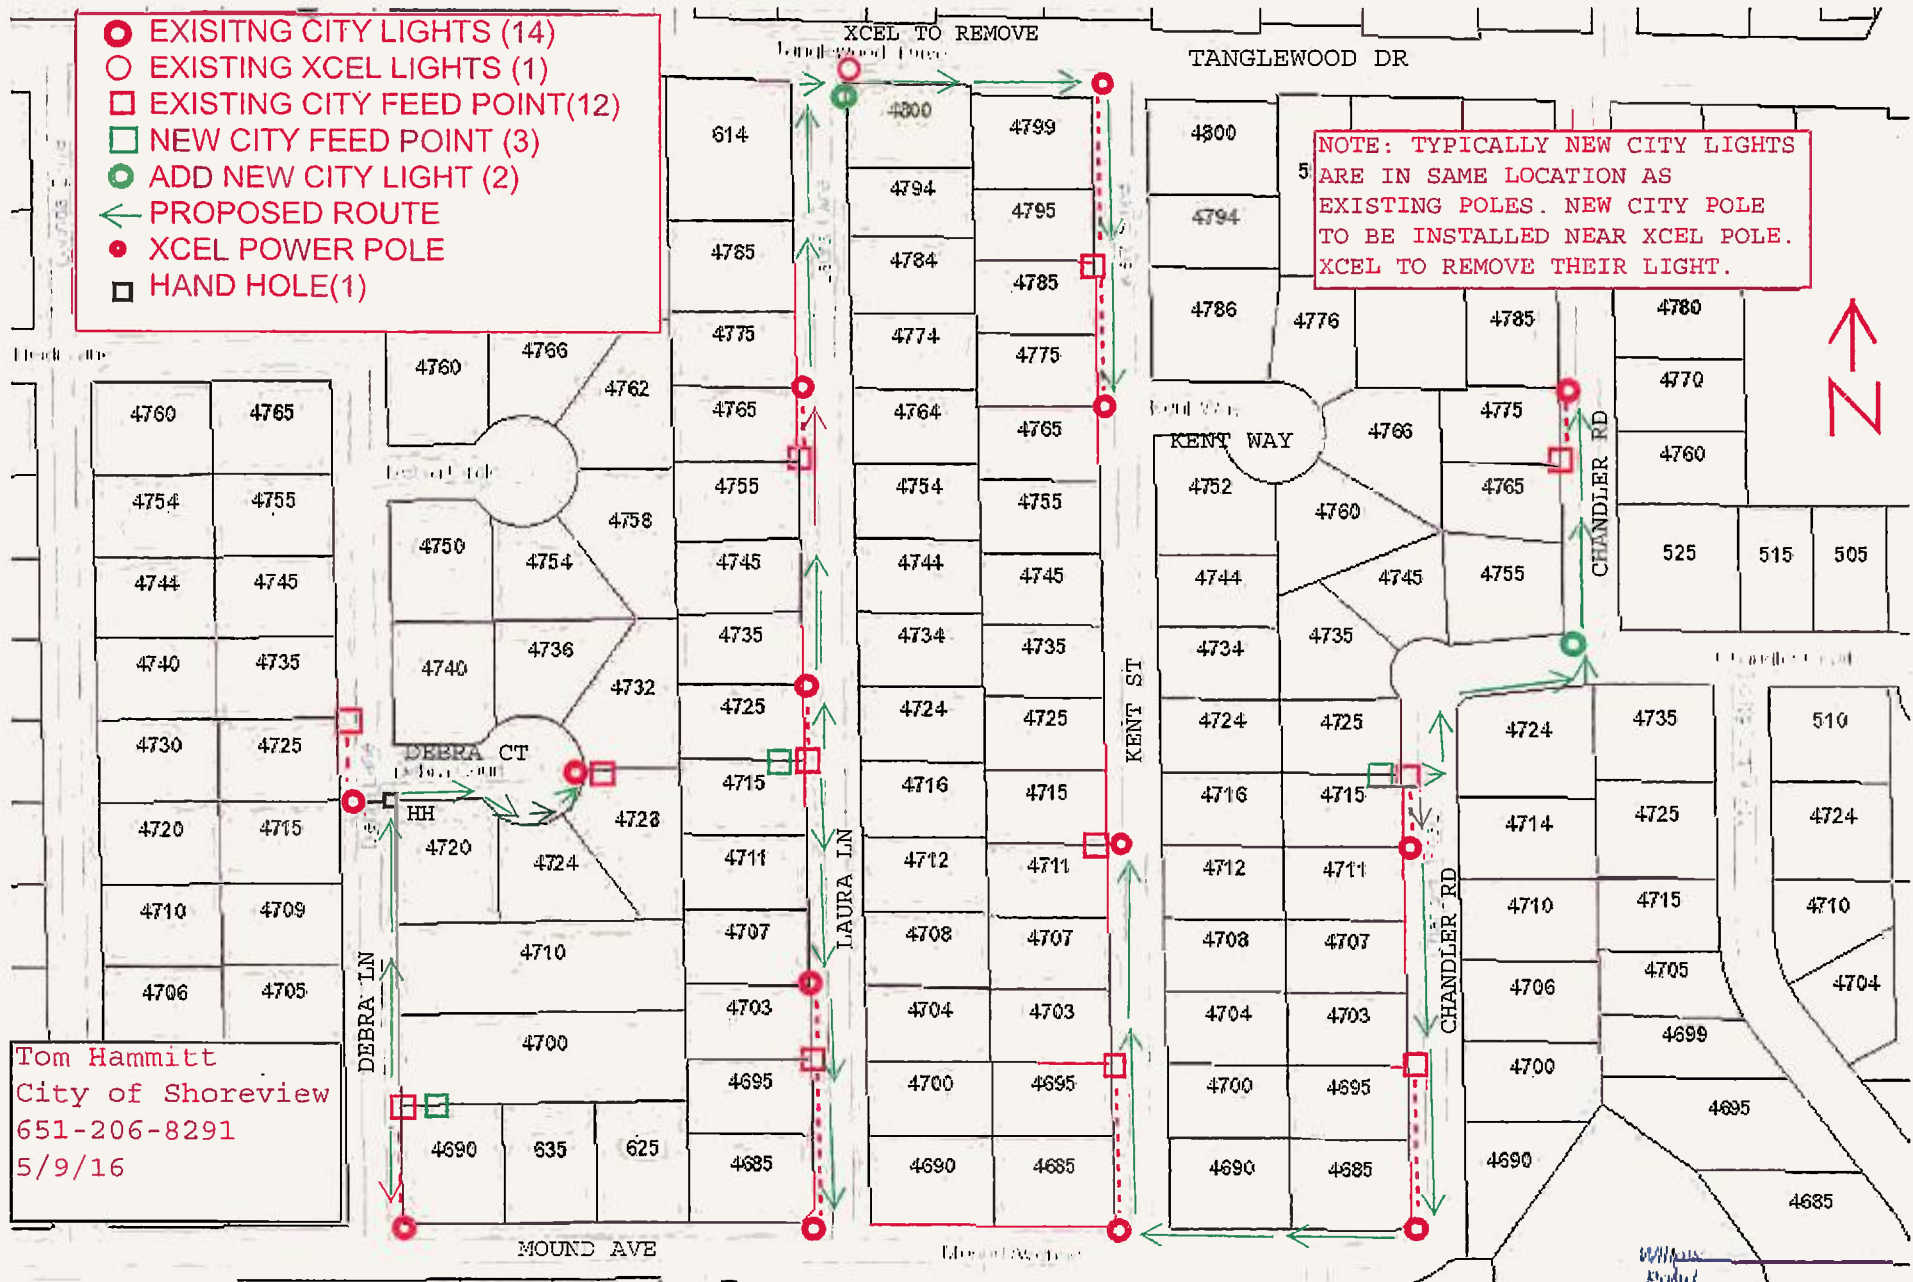 EXISITNG CITY LIGHTS (14)
EXISTING XCEL LIGHTS (1)
EXISTING CITY FEED POINT(12)
NEW CITY FEED POINT (3)
ADD NEW CITY LIGHT (2)
PROPOSED ROUTE
XCEL POWER POLE
HAND HOLE(1)
XCEL TO REMOVE
Tanglewood Drive
TANGLEWOOD DR
NOTE: TYPICALLY NEW CITY LIGHTS
ARE IN SAME LOCATION AS
EXISTING POLES. NEW CITY POLE
TO BE INSTALLED NEAR XCEL POLE.
XCEL TO REMOVE THEIR LIGHT.
N
614 4800 4799 4800 5
4794 4795 4794
4785 4784 4785 4786 4776 4785 4780
4760 4766 4775 4774 4775 4770
4762
4760 4765 4765 4764 4765 Kent Way KENT WAY 4766 4775 CHANDLER RD 4760
4754 4755 4755 4754 4755 4752 4760 4765
4750 4754 4758
4744 4745 4745 4744 4745 4744 4745 4755 525 515 505
4740 4735 4740 4736 4735 4734 4735 4734 4735
4732
4730 4725 4725 4724 4725 KENT ST 4724 4725 4724 4735 510
DEBRA CT
4720 4715 HH 4728 4715 4716 4715 4716 4715 4714 4725 4724
4720 4724 4711 4712 4711 4712 4711
LAURA LN
4710 4709 4710 4707 4708 4707 4708 4707 CHANDLER RD 4710 4715 4710
4706 4705 DEBRA LN 4703 4704 4703 4704 4703 4706 4705 4704
4700 4699
4695 4700 4695 4700 4695 4700 4695
Tom Hammitt
City of Shoreview
651-206-8291
5/9/16
4690 635 625 4685 4690 4685 4690 4685 4690 4685
MOUND AVE
Mound Avenue